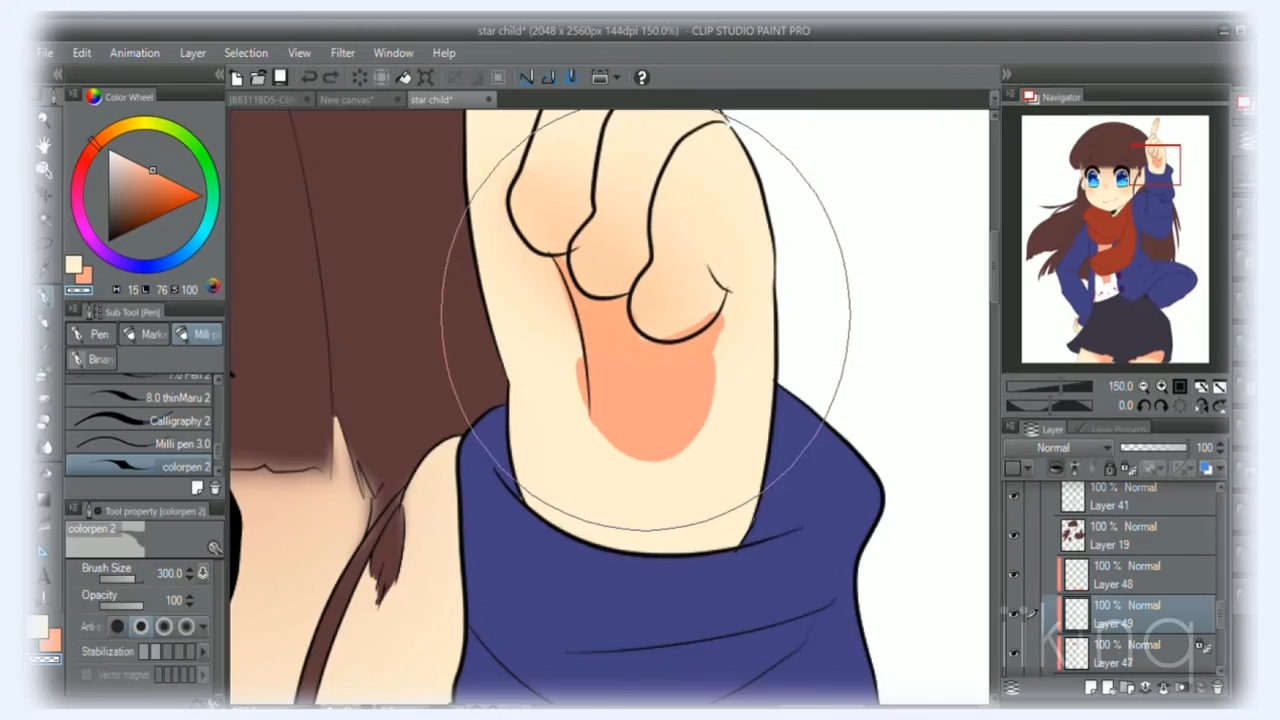 star child* (2048 x 2560px 144dpi 150.0%) - CLIP STUDIO PAINT PRO
File Edit Animation Layer Selection View Filter Window Help
Color Wheel
New canvas* star child*
Navigator
H 15 L 76 S 100
Sub Tool [Pen]
Pen Marke Milli p
Binar
7.0 Pen 2
8.0 thinMaru 2
Calligraphy 2
Milli pen 3.0
colorpen 2
Tool property [colorpen 2]
colorpen 2
Brush Size 300.0
Opacity 100
Anti-
Stabilization
Vector magnet
150.0
0.0
Layer Layer Property
Normal 100
100 % Normal
Layer 41
100 % Normal
Layer 19
100 % Normal
Layer 48
100 % Normal
Layer 49
100 % Normal
Layer 47